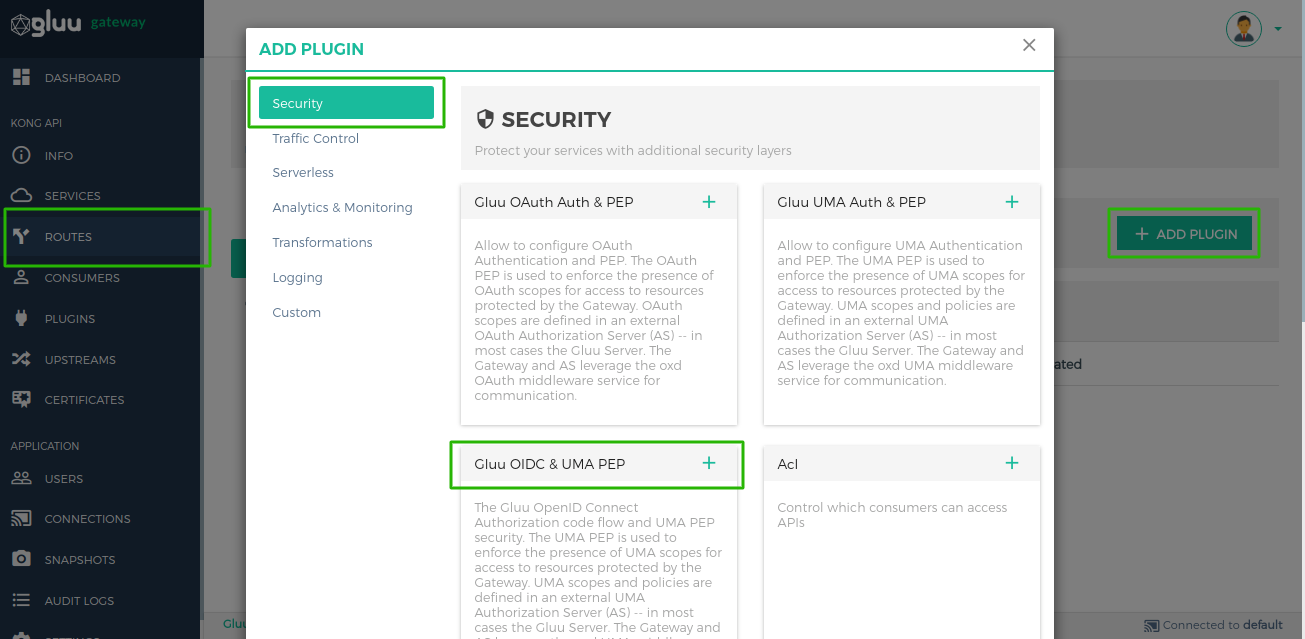 gluu gateway
DASHBOARD
KONG API
INFO
SERVICES
ROUTES
CONSUMERS
PLUGINS
UPSTREAMS
CERTIFICATES
APPLICATION
USERS
CONNECTIONS
SNAPSHOTS
AUDIT LOGS
ADD PLUGIN
Security
Traffic Control
Serverless
Analytics & Monitoring
Transformations
Logging
Custom
SECURITY
Protect your services with additional security layers
Gluu OAuth Auth & PEP
Allow to configure OAuth
Authentication and PEP. The OAuth
PEP is used to enforce the presence of
OAuth scopes for access to resources
protected by the Gateway. OAuth
scopes are defined in an external
OAuth Authorization Server (AS) -- in
most cases the Gluu Server. The
Gateway and AS leverage the oxd
OAuth middleware service for
communication.
Gluu UMA Auth & PEP
Allow to configure UMA Authentication
and PEP. The UMA PEP is used to
enforce the presence of UMA scopes for
access to resources protected by the
Gateway. UMA scopes and policies are
defined in an external UMA
Authorization Server (AS) -- in most
cases the Gluu Server. The Gateway and
AS leverage the oxd UMA middleware
service for communication.
Gluu OIDC & UMA PEP
The Gluu OpenID Connect
Authorization code flow and UMA PEP
security. The UMA PEP is used to
enforce the presence of UMA scopes for
access to resources protected by the
Gateway. UMA scopes and policies are
defined in an external UMA
Authorization Server (AS) -- in most
cases the Gluu Server. The Gateway and
Acl
Control which consumers can access
APIs
+ ADD PLUGIN
ated
Gluu
Connected to default